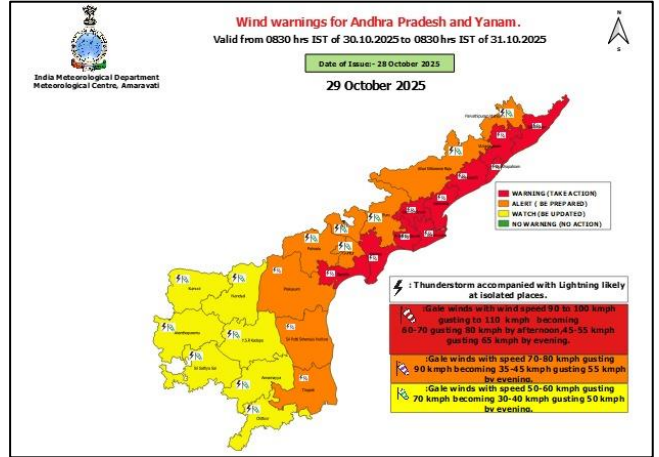 Wind warnings for Andhra Pradesh and Yanam.
Valid from 0830 hrs IST of 30.10.2025 to 0830 hrs IST of 31.10.2025
N
S
India Meteorological Department
Meteorological Centre, Amaravati
Date of Issue:- 28 October 2025
29 October 2025
WARNING (TAKE ACTION)
ALERT ( BE PREPARED)
WATCH (BE UPDATED)
NO WARNING (NO ACTION)
Palnadu
Kurnool
Nandyal
Prakasam
Y.S.R Kadapa
Sri Potti Sriramulu Nellore
Sri Sathya Sai
Annamayya
Tirupati
Chittoor
: Thunderstorm accompanied with Lightning likely
at isolated places.
:Gale winds with wind speed 90 to 100 kmph
gusting to 110 kmph becoming
60-70 gusting 80 kmph by afternoon,45-55 kmph
gusting 65 kmph by evening.
:Gale winds with speed 70-80 kmph gusting
90 kmph becoming 35-45 kmph gusting 55 kmph
by evening.
:Gale winds with speed 50-60 kmph gusting
70 kmph becoming 30-40 kmph gusting 50 kmph
by evening.